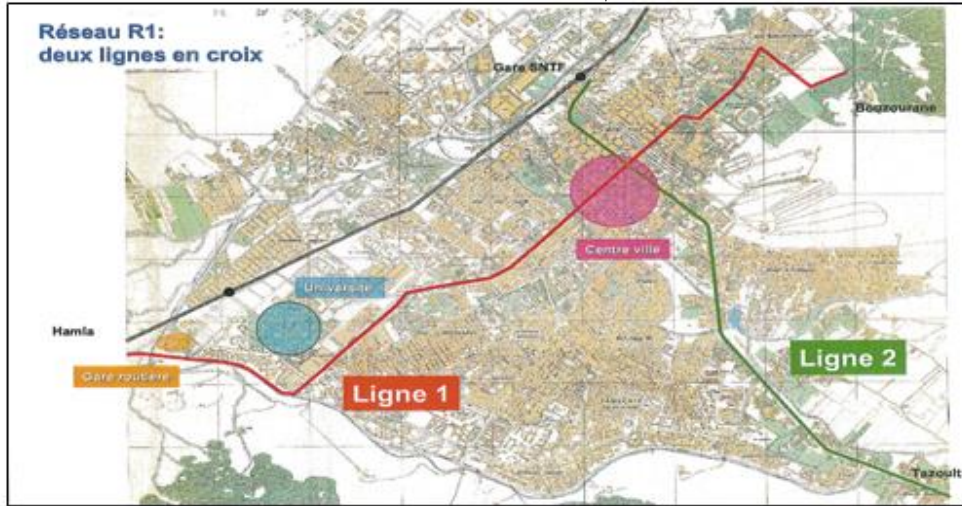 Réseau R1:
deux lignes en croix
Gare SNTF
Bouzourane
Centre ville
Université
Hamla
Gare routière
Ligne 1
Ligne 2
Tazoult